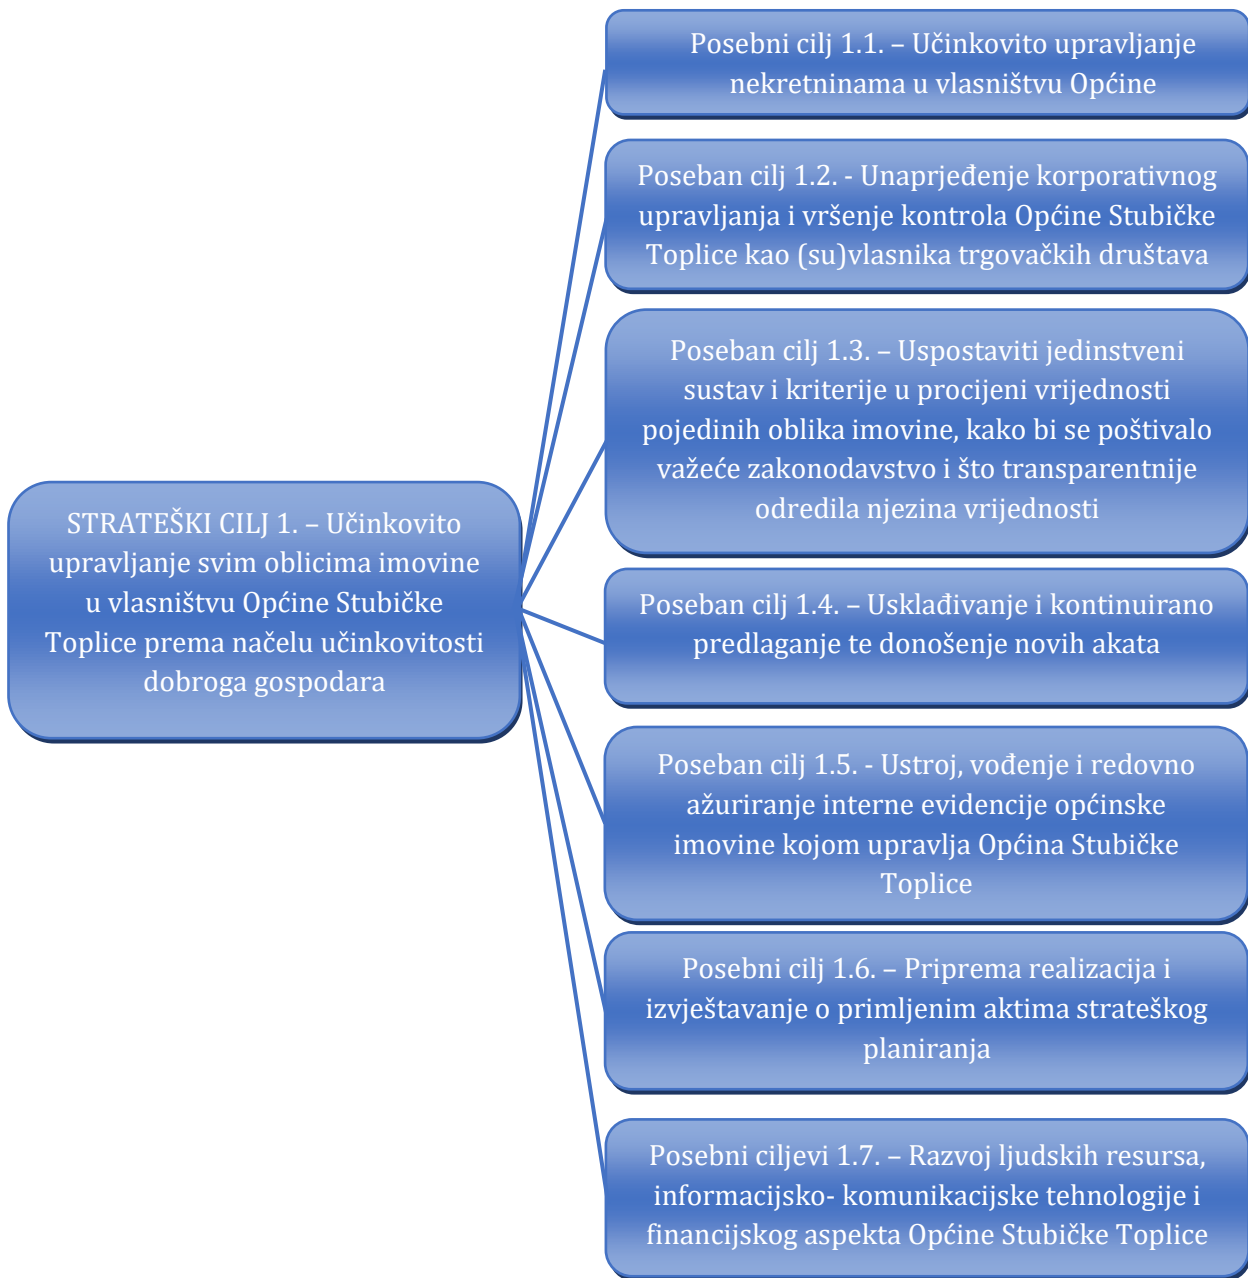 STRATEŠKI CILJ 1. – Učinkovito
upravljanje svim oblicima imovine
u vlasništvu Općine Stubičke
Toplice prema načelu učinkovitosti
dobroga gospodara
Posebni cilj 1.1. – Učinkovito upravljanje
nekretninama u vlasništvu Općine
Poseban cilj 1.2. - Unaprjeđenje korporativnog
upravljanja i vršenje kontrola Općine Stubičke
Toplice kao (su)vlasnika trgovačkih društava
Poseban cilj 1.3. – Uspostaviti jedinstveni
sustav i kriterije u procijeni vrijednosti
pojedinih oblika imovine, kako bi se poštivalo
važeće zakonodavstvo i što transparentnije
odredila njezina vrijednosti
Poseban cilj 1.4. – Usklađivanje i kontinuirano
predlaganje te donošenje novih akata
Poseban cilj 1.5. - Ustroj, vođenje i redovno
ažuriranje interne evidencije općinske
imovine kojom upravlja Općina Stubičke
Toplice
Posebni cilj 1.6. – Priprema realizacija i
izvještavanje o primljenim aktima strateškog
planiranja
Posebni ciljevi 1.7. – Razvoj ljudskih resursa,
informacijsko- komunikacijske tehnologije i
financijskog aspekta Općine Stubičke Toplice